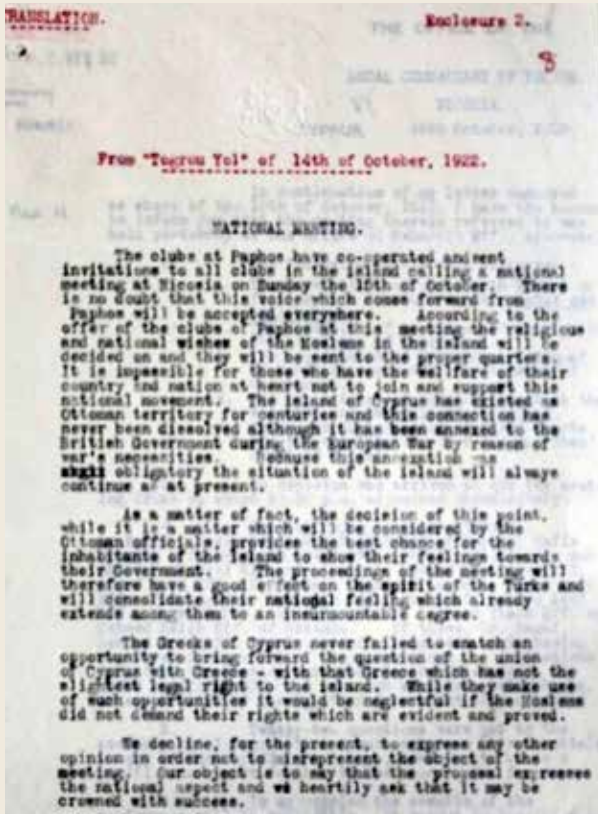 TRANSLATION.
Enclosure 2.
8
From "Togrou Yol" of 14th of October, 1922.
NATIONAL MEETING.
The clubs at Paphos have co-operated and sent
invitations to all clubs in the island calling a national
meeting at Nicosia on Sunday the 15th of October. There
is no doubt that this voice which comes forward from
Paphos will be accepted everywhere. According to the
offer of the clubs of Paphos at this meeting the religious
and national wishes of the Moslems in the island will be
decided on and they will be sent to the proper quarters.
It is impossible for those who have the welfare of their
country and nation at heart not to join and support this
national movement. The island of Cyprus has existed as
Ottoman territory for centuries and this connection has
never been dissolved although it has been annexed to the
British Government during the European War by reason of
war's necessities. Because this annexation was
obligatory the situation of the island will always
continue as at present.
As a matter of fact, the decision of this point,
while it is a matter which will be considered by the
Ottoman officials, provides the best chance for the
inhabitants of the island to show their feelings towards
their Government. The proceedings of the meeting will
therefore have a good effect on the spirit of the Turks and
will consolidate their national feeling which already
extends among them to an insurmountable degree.
The Greeks of Cyprus never failed to snatch an
opportunity to bring forward the question of the union
of Cyprus with Greece - with that Greece which has not the
slightest legal right to the island. While they make use
of such opportunities it would be neglectful if the Moslems
did not demand their rights which are evident and proved.
We decline, for the present, to express any other
opinion in order not to misrepresent the object of the
meeting. Our object is to say that the proposal expresses
the national aspect and we heartily ask that it may be
crowned with success.